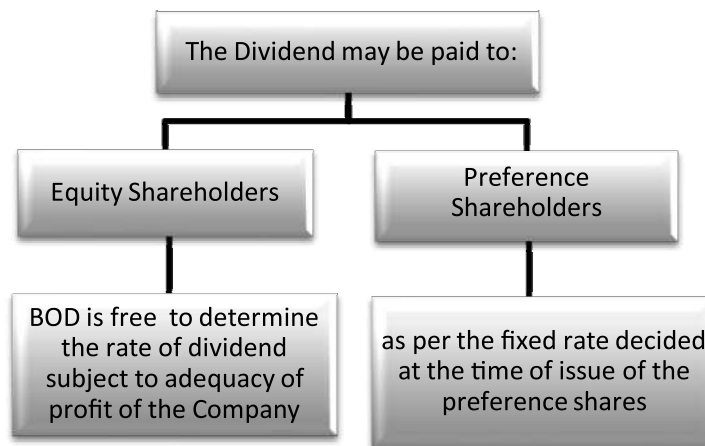 The Dividend may be paid to:
Equity Shareholders
Preference
Shareholders
BOD is free to determine
the rate of dividend
subject to adequacy of
profit of the Company
as per the fixed rate decided
at the time of issue of the
preference shares